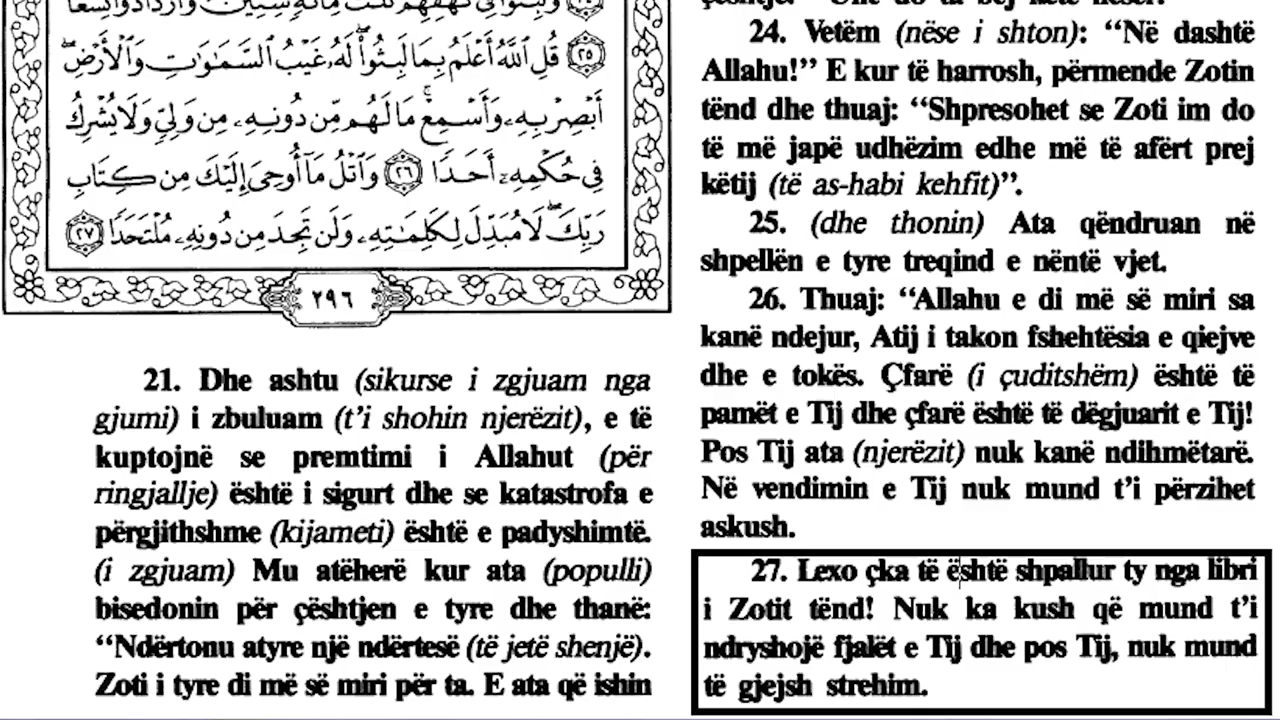 قُلِ ٱللَّهُ أَعْلَمُ بِمَا لَبِثُوا۟ ۖ لَهُۥ غَيْبُ ٱلسَّمَٰوَٰتِ وَٱلْأَرْضِ ۖ
أَبْصِرْ بِهِۦ وَأَسْمِعْ ۚ مَا لَهُم مِّن دُونِهِۦ مِن وَلِىٍّ وَلَا يُشْرِكُ
فِى حُكْمِهِۦٓ أَحَدًا ٢٦ وَٱتْلُ مَآ أُوحِىَ إِلَيْكَ مِن كِتَابِ
رَبِّكَ ۖ لَا مُبَدِّلَ لِكَلِمَٰتِهِۦ وَلَن تَجِدَ مِن دُونِهِۦ مُلْتَحَدًا ٢٧
٢٩٦
21. Dhe ashtu (sikurse i zgjuam nga
gjumi) i zbuluam (t'i shohin njerëzit), e të
kuptojnë se premtimi i Allahut (për
ringjallje) është i sigurt dhe se katastrofa e
përgjithshme (kijameti) është e padyshimtë.
(i zgjuam) Mu atëherë kur ata (populli)
bisedonin për çështjen e tyre dhe thanë:
“Ndërtonu atyre një ndërtesë (të jetë shenjë).
Zoti i tyre di më së miri për ta. E ata që ishin
24. Vetëm (nëse i shton): “Në dashtë
Allahu!” E kur të harrosh, përmende Zotin
tënd dhe thuaj: “Shpresohet se Zoti im do
të më japë udhëzim edhe më të afërt prej
këtij (të as-habi kehfit)”.
25. (dhe thonin) Ata qëndruan në
shpellën e tyre treqind e nëntë vjet.
26. Thuaj: “Allahu e di më së miri sa
kanë ndejur, Atij i takon fshehtësia e qiejve
dhe e tokës. Çfarë (i çuditshëm) është të
pamët e Tij dhe çfarë është të dëgjuarit e Tij!
Pos Tij ata (njerëzit) nuk kanë ndihmëtarë.
Në vendimin e Tij nuk mund t'i përzihet
askush.
27. Lexo çka të është shpallur ty nga libri
i Zotit tënd! Nuk ka kush që mund t'i
ndryshojë fjalët e Tij dhe pos Tij, nuk mund
të gjejsh strehim.